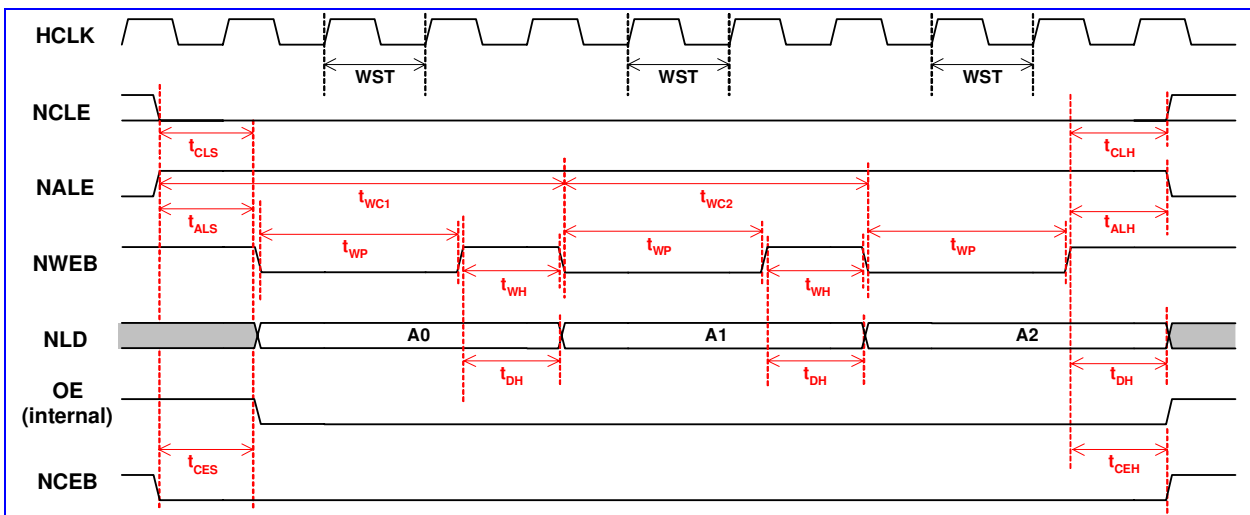 HCLK
WST WST WST
NCLE
tCLS tCLH
NALE
tWC1 tWC2
tALS tWP tWP tWP tALH
NWEB
tWH tWH
NLD A0 A1 A2
tDH tDH tDH
OE
(internal)
tCES tCEH
NCEB